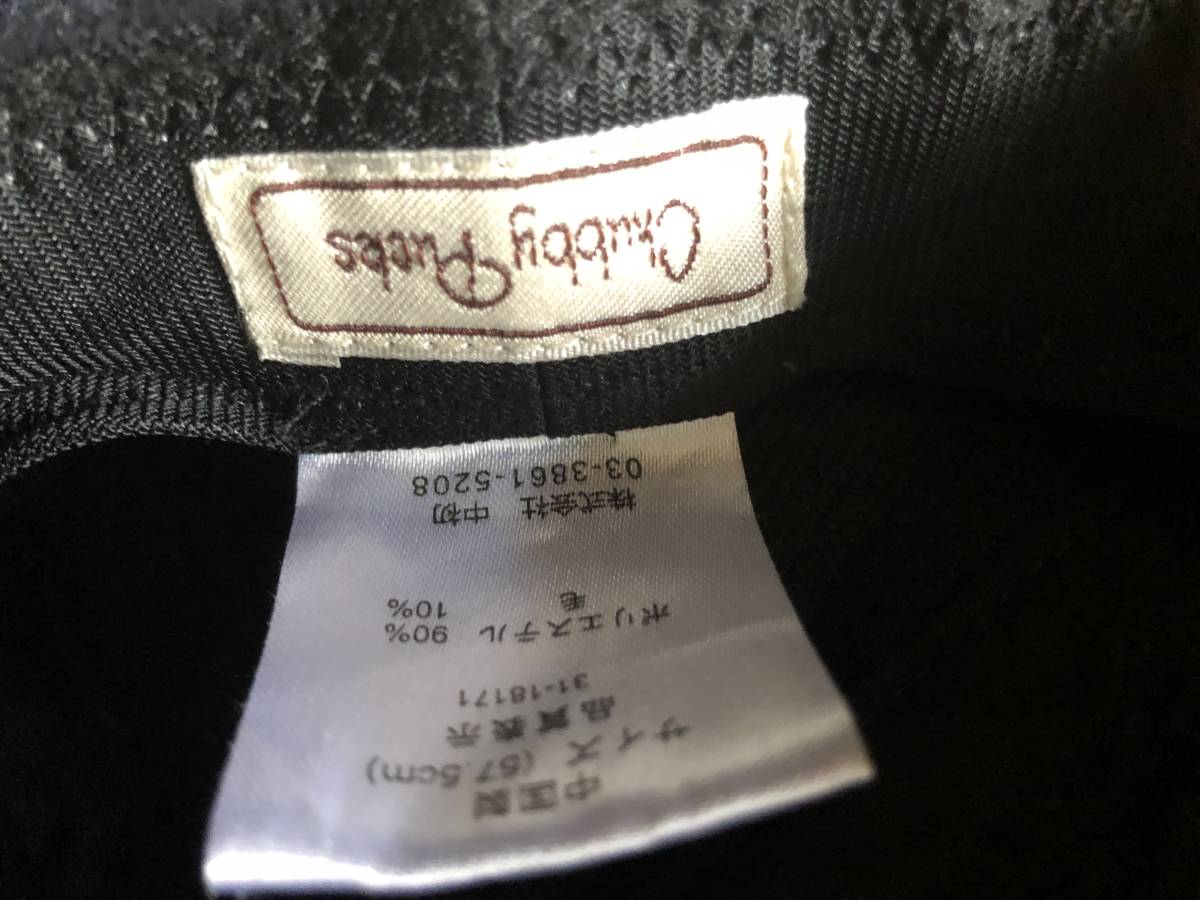 中国製
サイズ (57.5cm)
品質表示
31-18171
ポリエステル 90%
毛 10%
株式会社 中初
03-3861-5208
Chubby Puebs